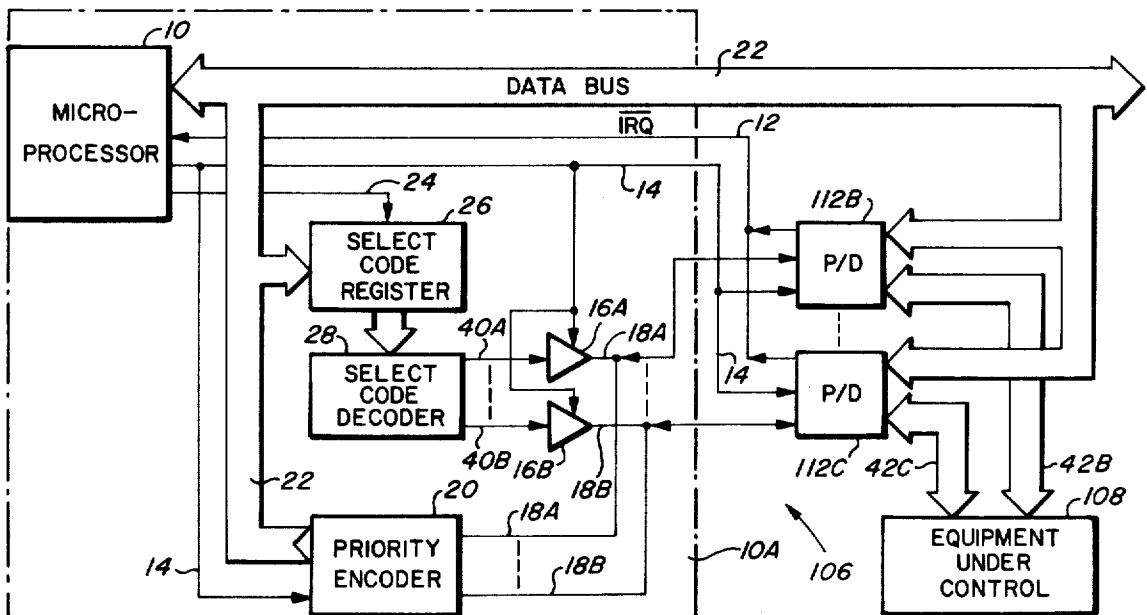 10
22
DATA BUS
MICRO-
PROCESSOR
IRQ
12
24
14
26
112B
SELECT
CODE
REGISTER
P/D
16A
28
40A
18A
SELECT
CODE
DECODER
14
P/D
40B
16B
18B
112C
42C
42B
22
20
18A
108
PRIORITY
ENCODER
EQUIPMENT
UNDER
CONTROL
14
18B
10A
106